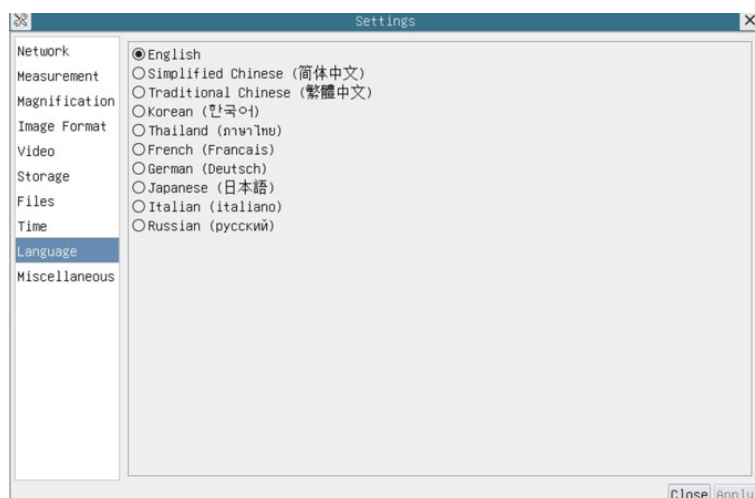 Settings
Network
Measurement
Magnification
Image Format
Video
Storage
Files
Time
Language
Miscellaneous
English
Simplified Chinese (简体中文)
Traditional Chinese (繁體中文)
Korean (한국어)
Thailand (ภาษาไทย)
French (Francais)
German (Deutsch)
Japanese (日本語)
Italian (italiano)
Russian (русский)
Close Apply